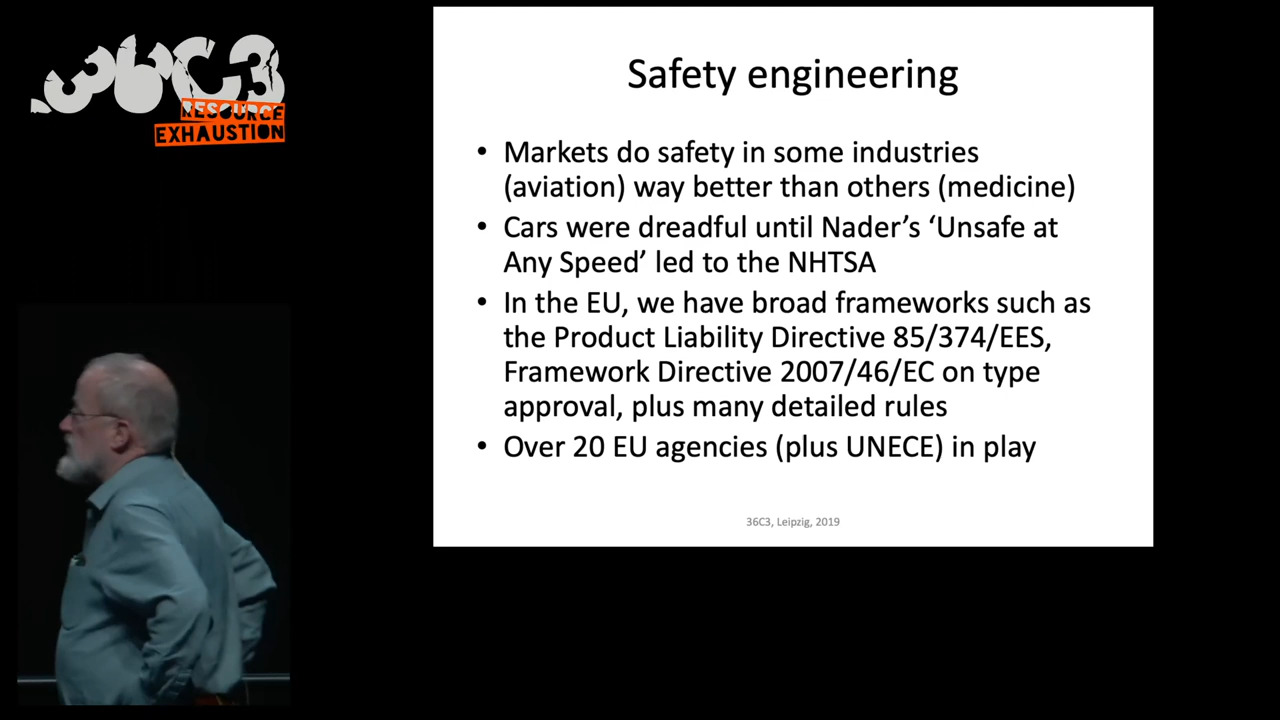 36C3
RESOURCE
EXHAUSTION
Safety engineering
• Markets do safety in some industries
(aviation) way better than others (medicine)
• Cars were dreadful until Nader’s ‘Unsafe at
Any Speed’ led to the NHTSA
• In the EU, we have broad frameworks such as
the Product Liability Directive 85/374/EES,
Framework Directive 2007/46/EC on type
approval, plus many detailed rules
• Over 20 EU agencies (plus UNECE) in play
36C3, Leipzig, 2019